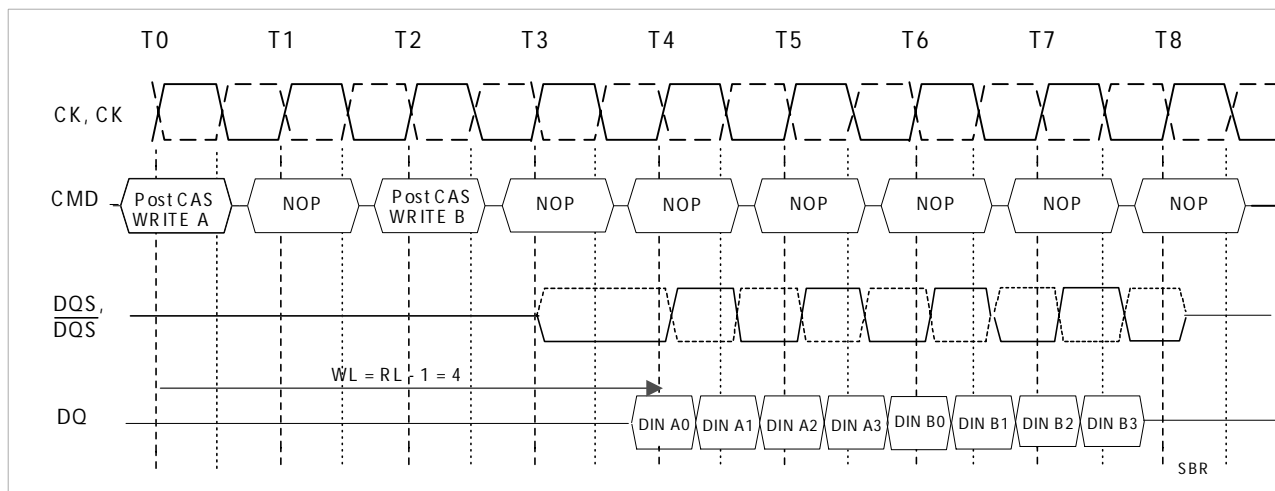 T0 T1 T2 T3 T4 T5 T6 T7 T8
CK, CK
CMD
Post CAS
WRITE A
NOP
Post CAS
WRITE B
NOP
NOP
NOP
NOP
NOP
NOP
DQS,
DQS
WL = RL - 1 = 4
DQ
DIN A0 DIN A1 DIN A2 DIN A3 DIN B0 DIN B1 DIN B2 DIN B3
SBR